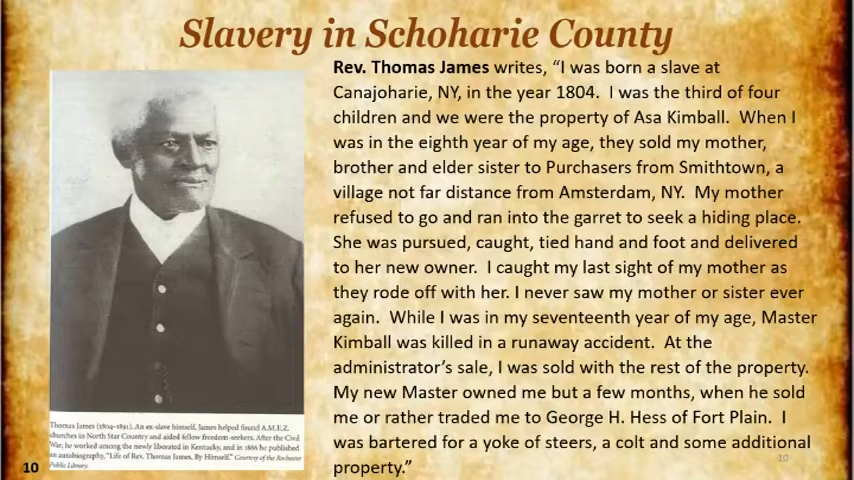 Slavery in Schoharie County
Rev. Thomas James writes, “I was born a slave at
Canajoharie, NY, in the year 1804.  I was the third of four
children and we were the property of Asa Kimball.  When I
was in the eighth year of my age, they sold my mother,
brother and elder sister to Purchasers from Smithtown, a
village not far distance from Amsterdam, NY.  My mother
refused to go and ran into the garret to seek a hiding place.
She was pursued, caught, tied hand and foot and delivered
to her new owner.  I caught my last sight of my mother as
they rode off with her. I never saw my mother or sister ever
again.  While I was in my seventeenth year of my age, Master
Kimball was killed in a runaway accident.  At the
administrator’s sale, I was sold with the rest of the property.
My new Master owned me but a few months, when he sold
me or rather traded me to George H. Hess of Fort Plain.  I
was bartered for a yoke of steers, a colt and some additional
property.”
Thomas James (1804–1891). An ex-slave himself, James helped found A.M.E.Z.
churches in North Star Country and aided fellow freedom-seekers. After the Civil
War, he worked among the newly liberated in Kentucky, and in 1886 he published
an autobiography, “Life of Rev. Thomas James, By Himself.” Courtesy of the Rochester
Public Library.
10
10